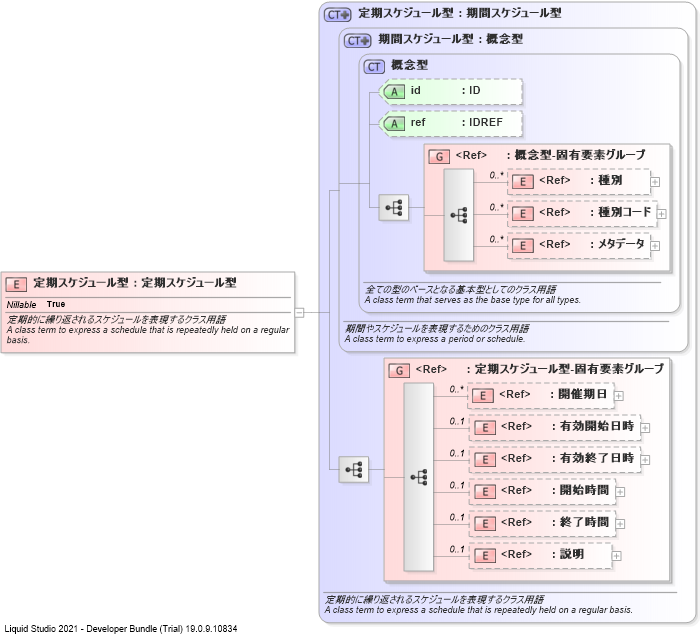 CT+ 定期スケジュール型 : 期間スケジュール型
CT+ 期間スケジュール型 : 概念型
CT 概念型
A id : ID
A ref : IDREF
G <Ref> : 概念型-固有要素グループ
0..* E <Ref> : 種別
0..* E <Ref> : 種別コード
0..* E <Ref> : メタデータ
全ての型のベースとなる基本型としてのクラス用語
A class term that serves as the base type for all types.
期間やスケジュールを表現するためのクラス用語
A class term to express a period or schedule.
E 定期スケジュール型 : 定期スケジュール型
Nillable True
定期的に繰り返されるスケジュールを表現するクラス用語
A class term to express a schedule that is repeatedly held on a regular
basis.
G <Ref> : 定期スケジュール型-固有要素グループ
0..* E <Ref> : 開催期日
0..1 E <Ref> : 有効開始日時
0..1 E <Ref> : 有効終了日時
0..1 E <Ref> : 開始時間
0..1 E <Ref> : 終了時間
0..1 E <Ref> : 説明
定期的に繰り返されるスケジュールを表現するクラス用語
A class term to express a schedule that is repeatedly held on a regular basis.
Liquid Studio 2021 - Developer Bundle (Trial) 19.0.9.10834